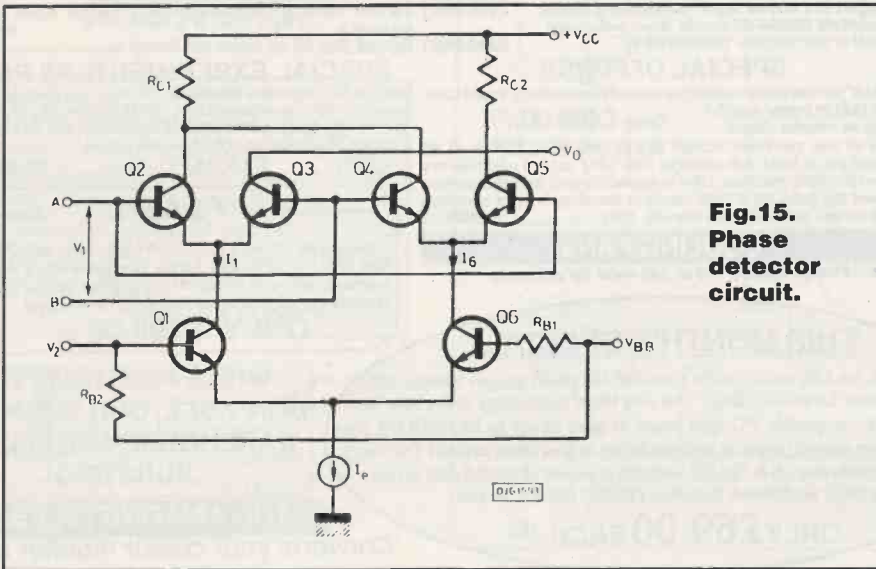 +VCC
RC1
RC2
VO
Q2
Q3
Q4
Q5
A
V1
I1
I6
B
Fig.15.
Phase
detector
circuit.
Q1
Q6
RB1
VBB
V2
RB2
Ie